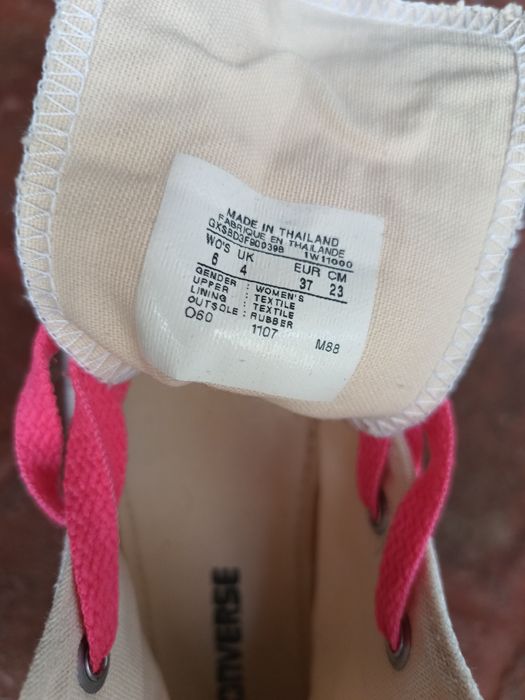 MADE IN THAILAND
FABRIQUE EN THAILANDE
GXSBD3F90039B 1W11000
WO'S UK EUR CM
6 4 37 23
GENDER : WOMEN'S
UPPER : TEXTILE
LINING : TEXTILE
OUTSOLE : RUBBER
O60 1107 M88
CONVERSE